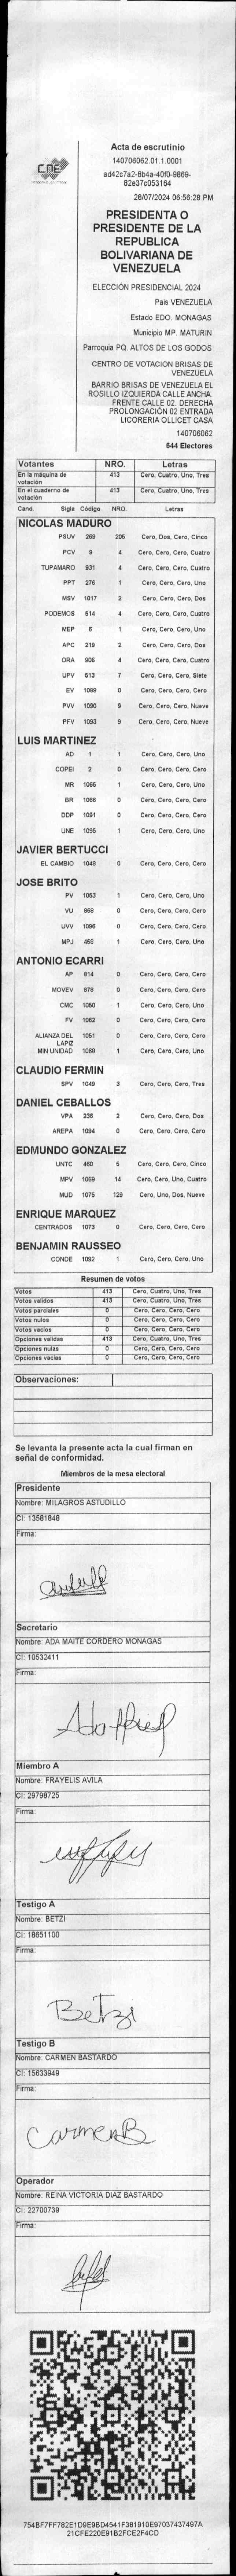 CNE
Acta de escrutinio
140706062.01.1.0001
ad42c7a2-8b4a-40f0-9869-
82e37c053164
28/07/2024 06:56:28 PM
PRESIDENTA O
PRESIDENTE DE LA
REPUBLICA
BOLIVARIANA DE
VENEZUELA
ELECCIÓN PRESIDENCIAL 2024
Pais VENEZUELA
Estado EDO. MONAGAS
Municipio MP. MATURIN
Parroquia PQ. ALTOS DE LOS GODOS
CENTRO DE VOTACION BRISAS DE
VENEZUELA
BARRIO BRISAS DE VENEZUELA EL
ROSILLO IZQUIERDA CALLE ANCHA.
FRENTE CALLE 02. DERECHA
PROLONGACIÓN 02 ENTRADA
LICORERIA OLLICET CASA
140706062
644 Electores
Votantes NRO. Letras
En la máquina de votación 413 Cero, Cuatro, Uno, Tres
En el cuaderno de votación 413 Cero, Cuatro, Uno, Tres
Cand. Sigla Código NRO. Letras
NICOLAS MADURO
PSUV 269 205 Cero, Dos, Cero, Cinco
PCV 9 4 Cero, Cero, Cero, Cuatro
TUPAMARO 931 4 Cero, Cero, Cero, Cuatro
PPT 276 1 Cero, Cero, Cero, Uno
MSV 1017 2 Cero, Cero, Cero, Dos
PODEMOS 514 4 Cero, Cero, Cero, Cuatro
MEP 6 1 Cero, Cero, Cero, Uno
APC 219 2 Cero, Cero, Cero, Dos
ORA 906 4 Cero, Cero, Cero, Cuatro
UPV 613 7 Cero, Cero, Cero, Siete
EV 1089 0 Cero, Cero, Cero, Cero
PVV 1090 9 Cero, Cero, Cero, Nueve
PFV 1093 9 Cero, Cero, Cero, Nueve
LUIS MARTINEZ
AD 1 1 Cero, Cero, Cero, Uno
COPEI 2 0 Cero, Cero, Cero, Cero
MR 1065 1 Cero, Cero, Cero, Uno
BR 1066 0 Cero, Cero, Cero, Cero
DDP 1091 0 Cero, Cero, Cero, Cero
UNE 1095 1 Cero, Cero, Cero, Uno
JAVIER BERTUCCI
EL CAMBIO 1048 0 Cero, Cero, Cero, Cero
JOSE BRITO
PV 1053 1 Cero, Cero, Cero, Uno
VU 868 0 Cero, Cero, Cero, Cero
UVV 1096 0 Cero, Cero, Cero, Cero
MPJ 458 1 Cero, Cero, Cero, Uno
ANTONIO ECARRI
AP 814 0 Cero, Cero, Cero, Cero
MOVEV 878 0 Cero, Cero, Cero, Cero
CMC 1050 1 Cero, Cero, Cero, Uno
FV 1062 0 Cero, Cero, Cero, Cero
ALIANZA DEL LAPIZ 1051 0 Cero, Cero, Cero, Cero
MIN UNIDAD 1069 1 Cero, Cero, Cero, Uno
CLAUDIO FERMIN
SPV 1049 3 Cero, Cero, Cero, Tres
DANIEL CEBALLOS
VPA 236 2 Cero, Cero, Cero, Dos
AREPA 1094 0 Cero, Cero, Cero, Cero
EDMUNDO GONZALEZ
UNTC 460 5 Cero, Cero, Cero, Cinco
MPV 1069 14 Cero, Cero, Uno, Cuatro
MUD 1075 129 Cero, Uno, Dos, Nueve
ENRIQUE MARQUEZ
CENTRADOS 1073 0 Cero, Cero, Cero, Cero
BENJAMIN RAUSSEO
CONDE 1092 1 Cero, Cero, Cero, Uno
Resumen de votos
Votos 413 Cero, Cuatro, Uno, Tres
Votos validos 413 Cero, Cuatro, Uno, Tres
Votos parciales 0 Cero, Cero, Cero, Cero
Votos nulos 0 Cero, Cero, Cero, Cero
Votos vacíos 0 Cero, Cero, Cero, Cero
Opciones validas 413 Cero, Cuatro, Uno, Tres
Opciones nulas 0 Cero, Cero, Cero, Cero
Opciones vacias 0 Cero, Cero, Cero, Cero
Observaciones:
Se levanta la presente acta la cual firman en
señal de conformidad.
Miembros de la mesa electoral
Presidente
Nombre: MILAGROS ASTUDILLO
CI: 13581848
Firma:
Secretario
Nombre: ADA MAITE CORDERO MONAGAS
CI: 10532411
Firma:
Miembro A
Nombre: FRAYELIS AVILA
CI: 29798725
Firma:
Testigo A
Nombre: BETZI
CI: 18651100
Firma:
Betzi
Testigo B
Nombre: CARMEN BASTARDO
CI: 15633949
Firma:
CarmenB
Operador
Nombre: REINA VICTORIA DIAZ BASTARDO
CI: 22700739
Firma:
754BF7FF782E1D9E9BD4541F381910E97037437497A
21CFE220E91B2FCE2F4CD